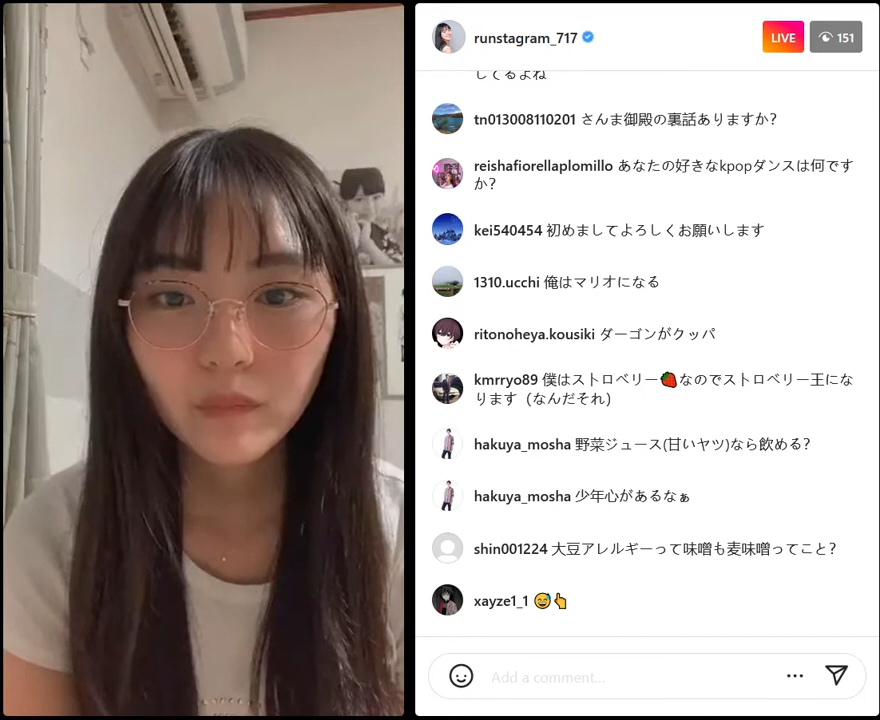 runstagram_717
LIVE
151
してるよね
tn013008110201 さんま御殿の裏話ありますか？
reishafiorellaplomillo あなたの好きなkpopダンスは何です
か？
kei540454 初めましてよろしくお願いします
1310.ucchi 俺はマリオになる
ritonoheya.kousiki ダーゴンがクッパ
kmrryo89 僕はストロベリー🍓なのでストロベリー王にな
ります（なんだそれ）
hakuya_mosha 野菜ジュース(甘いヤツ)なら飲める？
hakuya_mosha 少年心があるなぁ
shin001224 大豆アレルギーって味噌も麦味噌ってこと？
xayze1_1 😅👆
Add a comment...